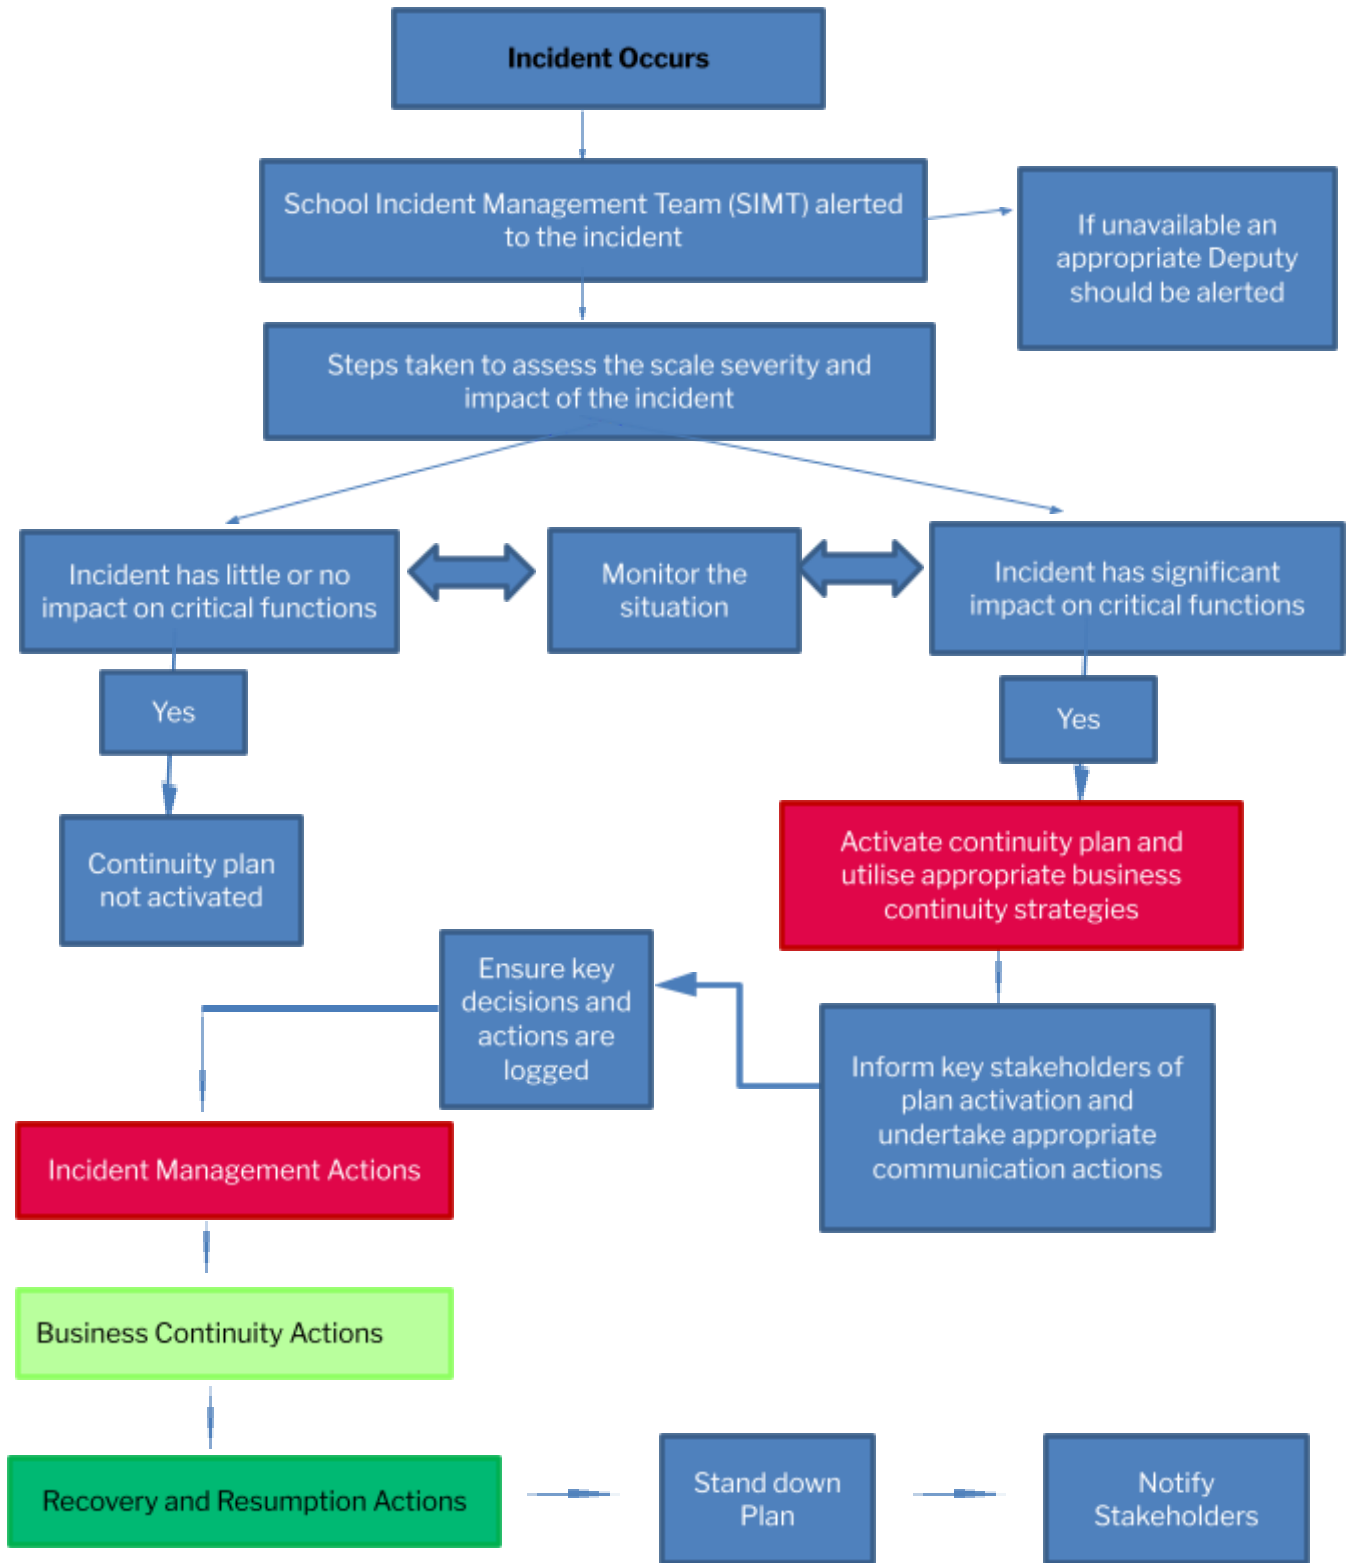 Incident Occurs
School Incident Management Team (SIMT) alerted
to the incident
If unavailable an
appropriate Deputy
should be alerted
Steps taken to assess the scale severity and
impact of the incident
Incident has little or no
impact on critical functions
Monitor the
situation
Incident has significant
impact on critical functions
Yes
Yes
Continuity plan
not activated
Activate continuity plan and
utilise appropriate business
continuity strategies
Ensure key
decisions and
actions are
logged
Inform key stakeholders of
plan activation and
undertake appropriate
communication actions
Incident Management Actions
Business Continuity Actions
Recovery and Resumption Actions
Stand down
Plan
Notify
Stakeholders